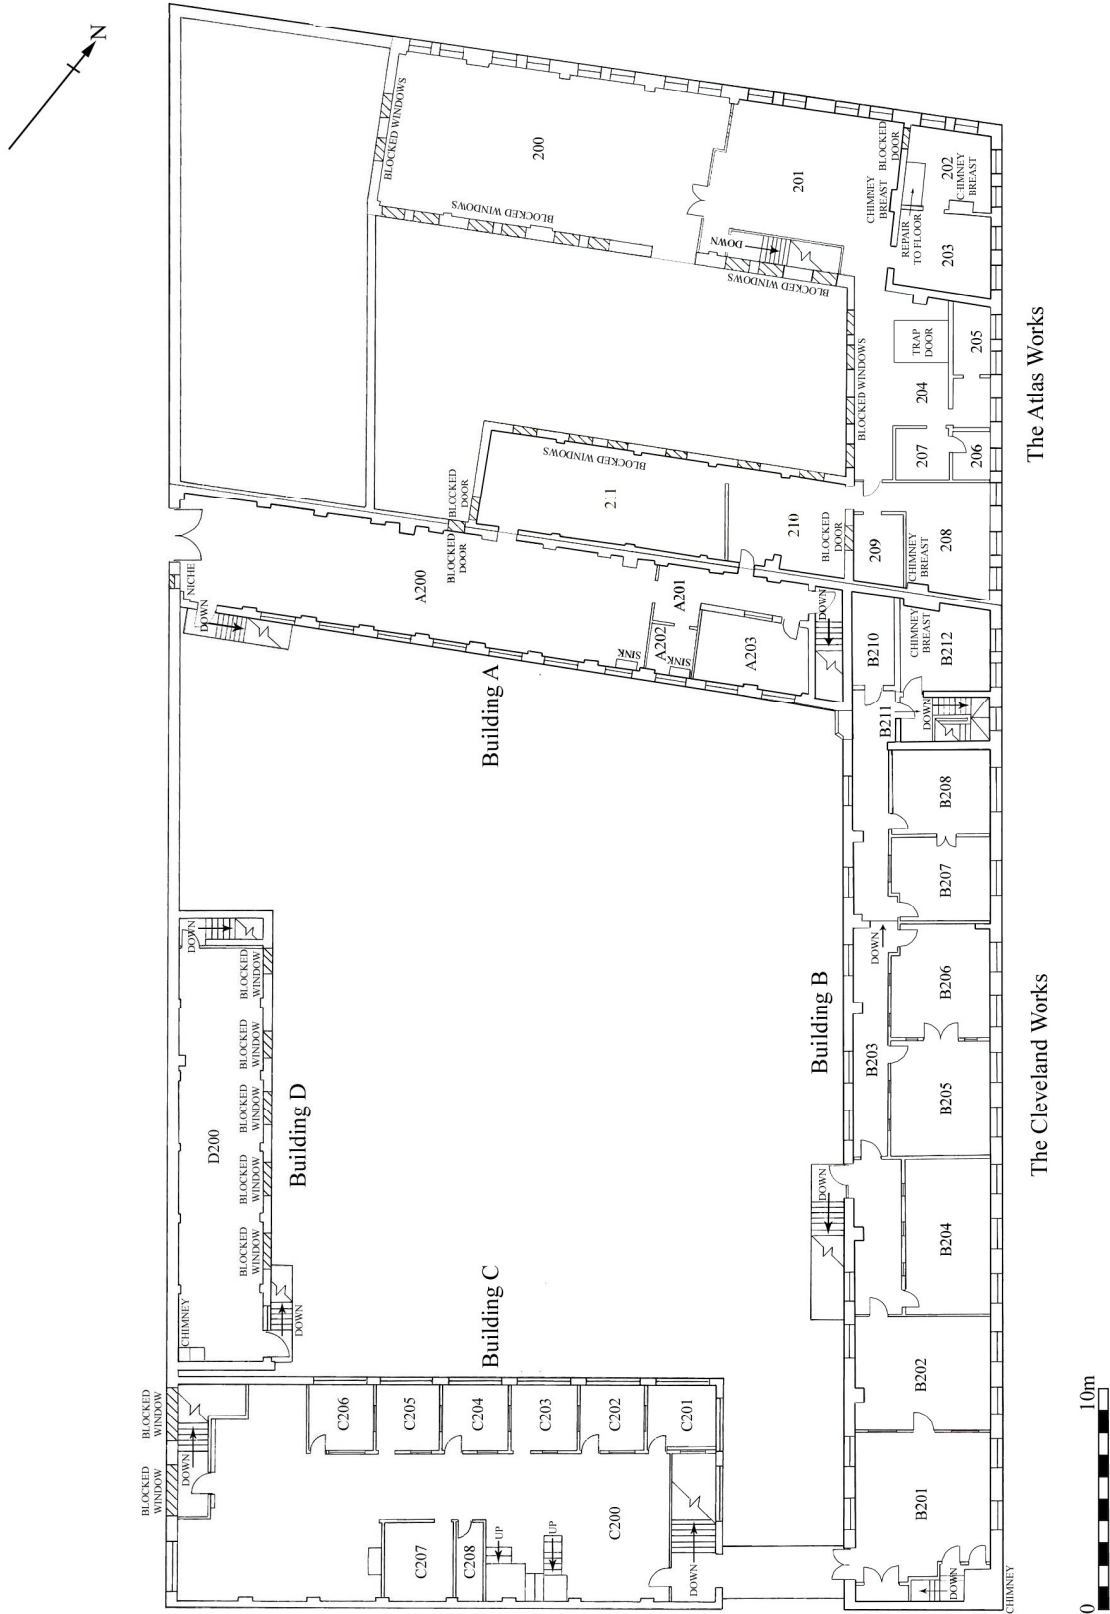 N
BLOCKED WINDOWS
200
BLOCKED WINDOWS
201
DOWN
BLOCKED WINDOWS
CHIMNEY
BREAST
BLOCKED
DOOR
202
CHIMNEY
BREAST
REPAIR
TO FLOOR
203
BLOCKED WINDOWS
TRAP
DOOR
204
205
206
207
BLOCKED WINDOWS
BLOCKED
DOOR
BLOCKED
DOOR
211
210
BLOCKED
DOOR
209
CHIMNEY
BREAST
208
The Atlas Works
NICHE
DOWN
A200
A201
A202
SINK
SINK
A203
DOWN
Building A
B210
CHIMNEY
BREAST
B212
B211
DOWN
B208
B207
DOWN
B206
B203
B205
Building B
DOWN
B204
B202
B201
DOWN
CHIMNEY
The Cleveland Works
DOWN
BLOCKED
WINDOW
BLOCKED
WINDOW
BLOCKED
WINDOW
BLOCKED
WINDOW
BLOCKED
WINDOW
D200
Building D
CHIMNEY
DOWN
Building C
BLOCKED
WINDOW
BLOCKED
WINDOW
DOWN
C206
C205
C204
C203
C202
C201
C207
C208
UP
UP
C200
DOWN
0
10m